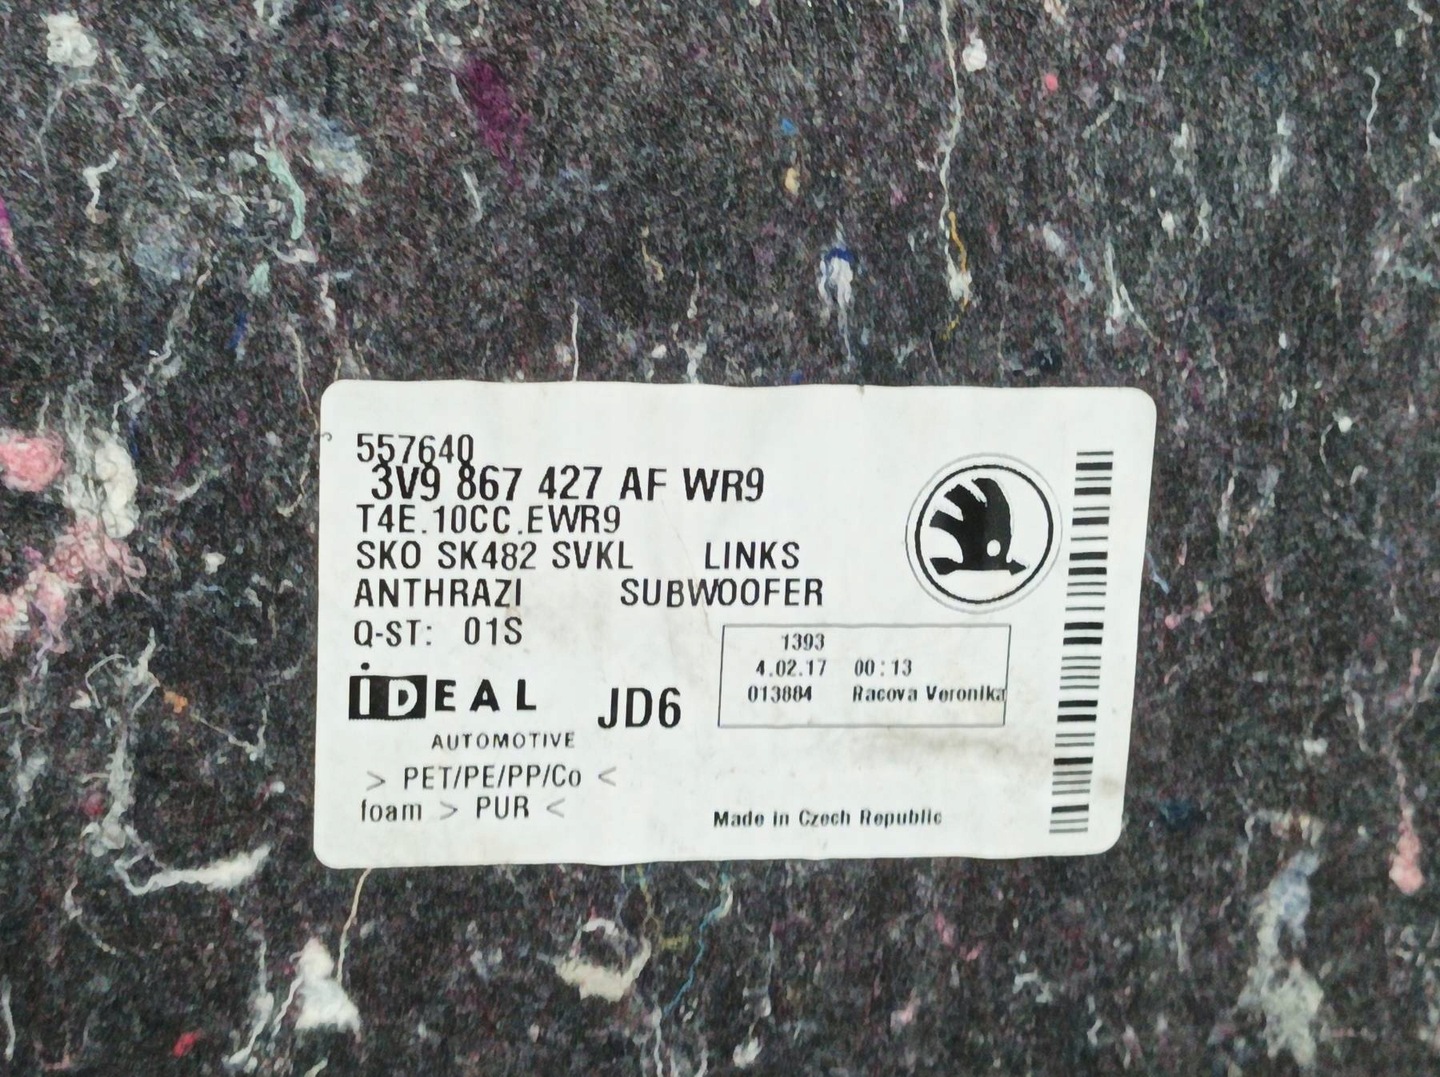 557640
3V9 867 427 AF WR9
T4E.10CC.EWR9
SKO SK482 SVKL LINKS
ANTHRAZI SUBWOOFER
Q-ST: 01S
1393
4.02.17 00:13
013884 Racova Veronika
iDEAL JD6
AUTOMOTIVE
> PET/PE/PP/Co <
foam > PUR <
Made in Czech Republic